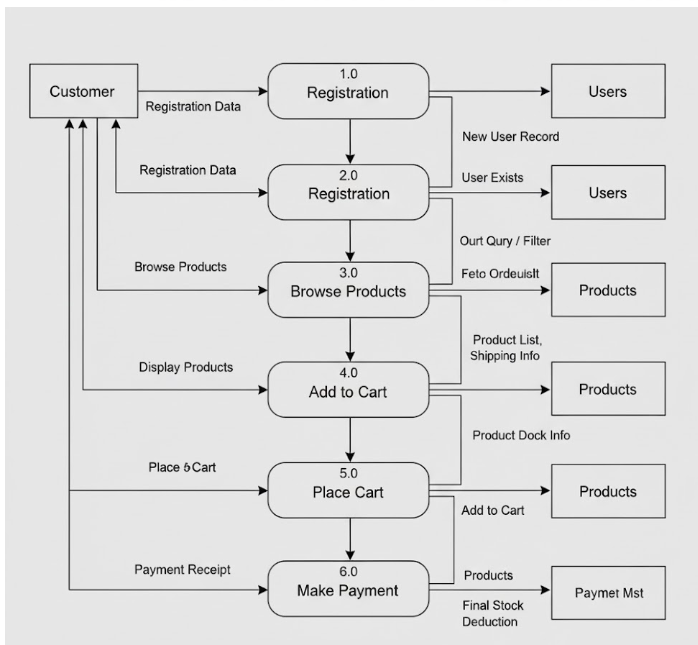 1.0
Customer
Registration
Users
Registration Data
New User Record
2.0
Registration Data
User Exists
Registration
Users
Ourt Qury / Filter
3.0
Browse Products
Feto Ordeuislt
Browse Products
Products
Product List,
Shipping Info
4.0
Display Products
Add to Cart
Products
Product Dock Info
5.0
Place & Cart
Place Cart
Products
Add to Cart
6.0
Payment Receipt
Products
Make Payment
Paymet Mst
Final Stock
Deduction